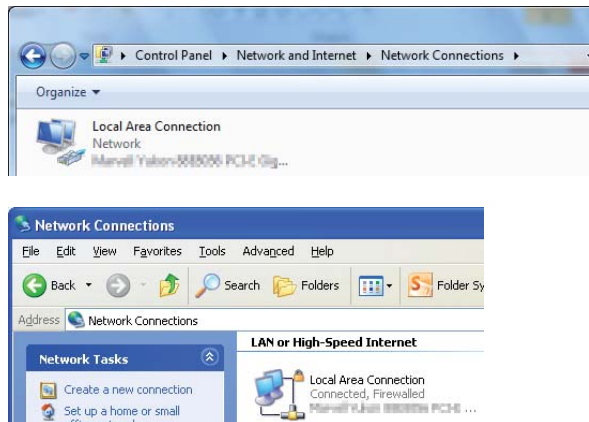 Control Panel ▸ Network and Internet ▸ Network Connections ▸
Organize ▾
Local Area Connection
Network
Network Connections
File Edit View Favorites Tools Advanced Help
Back Search Folders Folder Sy
Address Network Connections
Network Tasks
Create a new connection
Set up a home or small
LAN or High-Speed Internet
Local Area Connection
Connected, Firewalled